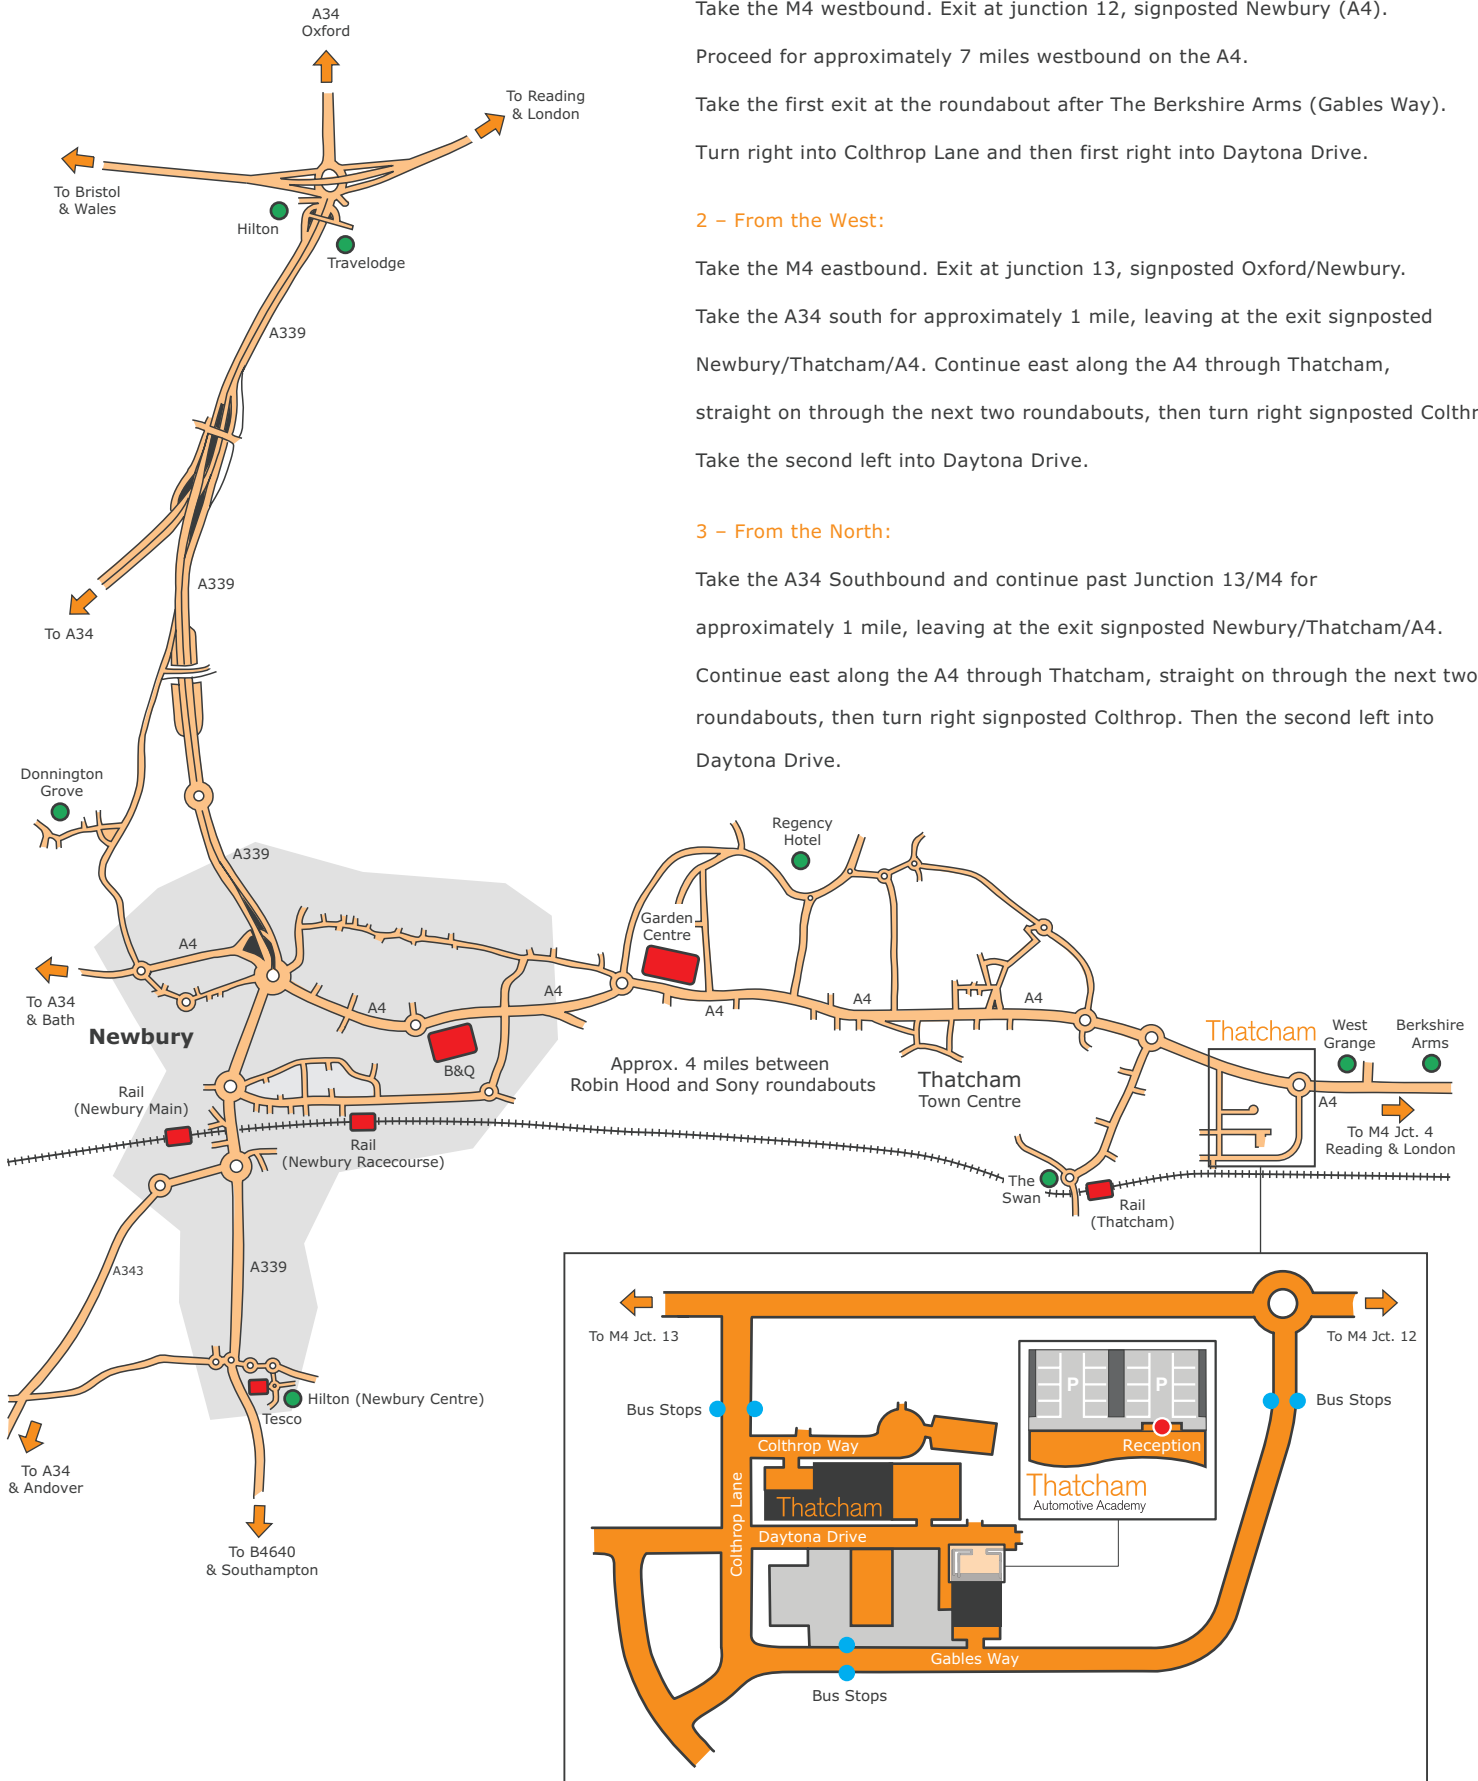 Take the M4 westbound. Exit at junction 12, signposted Newbury (A4).
Proceed for approximately 7 miles westbound on the A4.
Take the first exit at the roundabout after The Berkshire Arms (Gables Way).
Turn right into Colthrop Lane and then first right into Daytona Drive.
2 – From the West:
Take the M4 eastbound. Exit at junction 13, signposted Oxford/Newbury.
Take the A34 south for approximately 1 mile, leaving at the exit signposted
Newbury/Thatcham/A4. Continue east along the A4 through Thatcham,
straight on through the next two roundabouts, then turn right signposted Colthr
Take the second left into Daytona Drive.
3 – From the North:
Take the A34 Southbound and continue past Junction 13/M4 for
approximately 1 mile, leaving at the exit signposted Newbury/Thatcham/A4.
Continue east along the A4 through Thatcham, straight on through the next two
roundabouts, then turn right signposted Colthrop. Then the second left into
Daytona Drive.
A34
Oxford
To Reading
& London
To Bristol
& Wales
Hilton
Travelodge
A339
A339
To A34
Donnington
Grove
A339
A4
To A34
& Bath
Newbury
A4
B&Q
A4
Garden
Centre
Regency
Hotel
A4
A4
A4
Approx. 4 miles between
Robin Hood and Sony roundabouts
Thatcham
Town Centre
Thatcham
West
Grange
Berkshire
Arms
A4
To M4 Jct. 4
Reading & London
Rail
(Newbury Main)
Rail
(Newbury Racecourse)
The
Swan
Rail
(Thatcham)
A343
A339
Hilton (Newbury Centre)
Tesco
To A34
& Andover
To B4640
& Southampton
To M4 Jct. 13
To M4 Jct. 12
Bus Stops
Bus Stops
P
P
Reception
Thatcham
Automotive Academy
Colthrop Way
Thatcham
Colthrop Lane
Daytona Drive
Gables Way
Bus Stops